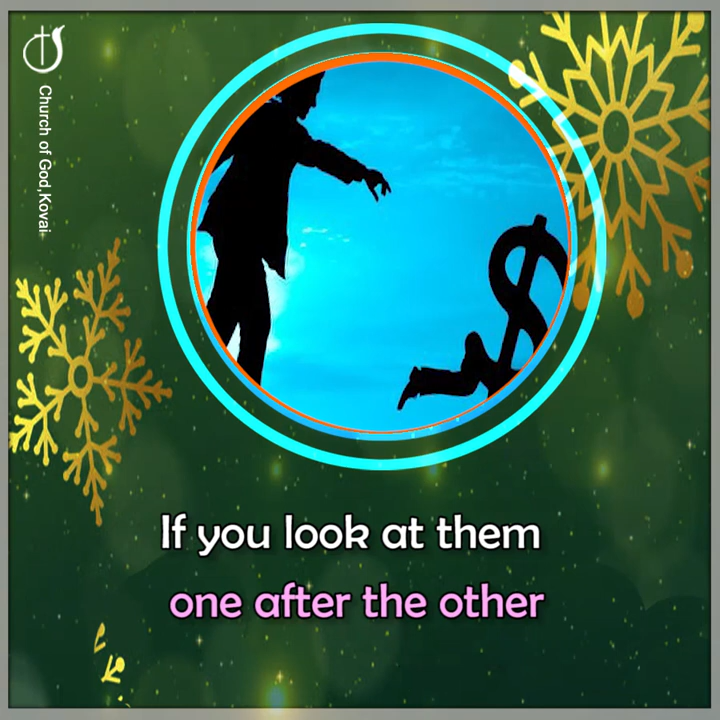 Church of God,Kovai
If you look at them
one after the other